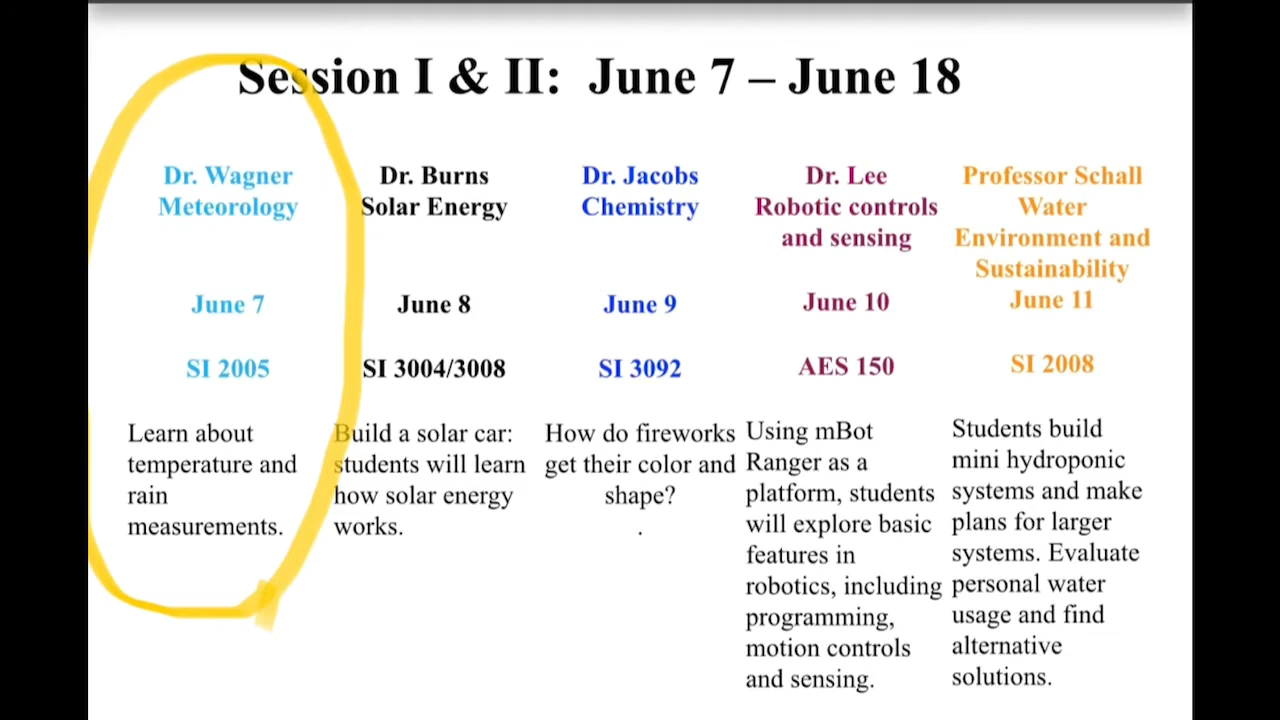 Session I & II: June 7 – June 18
Dr. Wagner
Meteorology
June 7
SI 2005
Learn about
temperature and
rain
measurements.
Dr. Burns
Solar Energy
June 8
SI 3004/3008
Build a solar car:
students will learn
how solar energy
works.
Dr. Jacobs
Chemistry
June 9
SI 3092
How do fireworks
get their color and
shape?
.
Dr. Lee
Robotic controls
and sensing
June 10
AES 150
Using mBot
Ranger as a
platform, students
will explore basic
features in
robotics, including
programming,
motion controls
and sensing.
Professor Schall
Water
Environment and
Sustainability
June 11
SI 2008
Students build
mini hydroponic
systems and make
plans for larger
systems. Evaluate
personal water
usage and find
alternative
solutions.